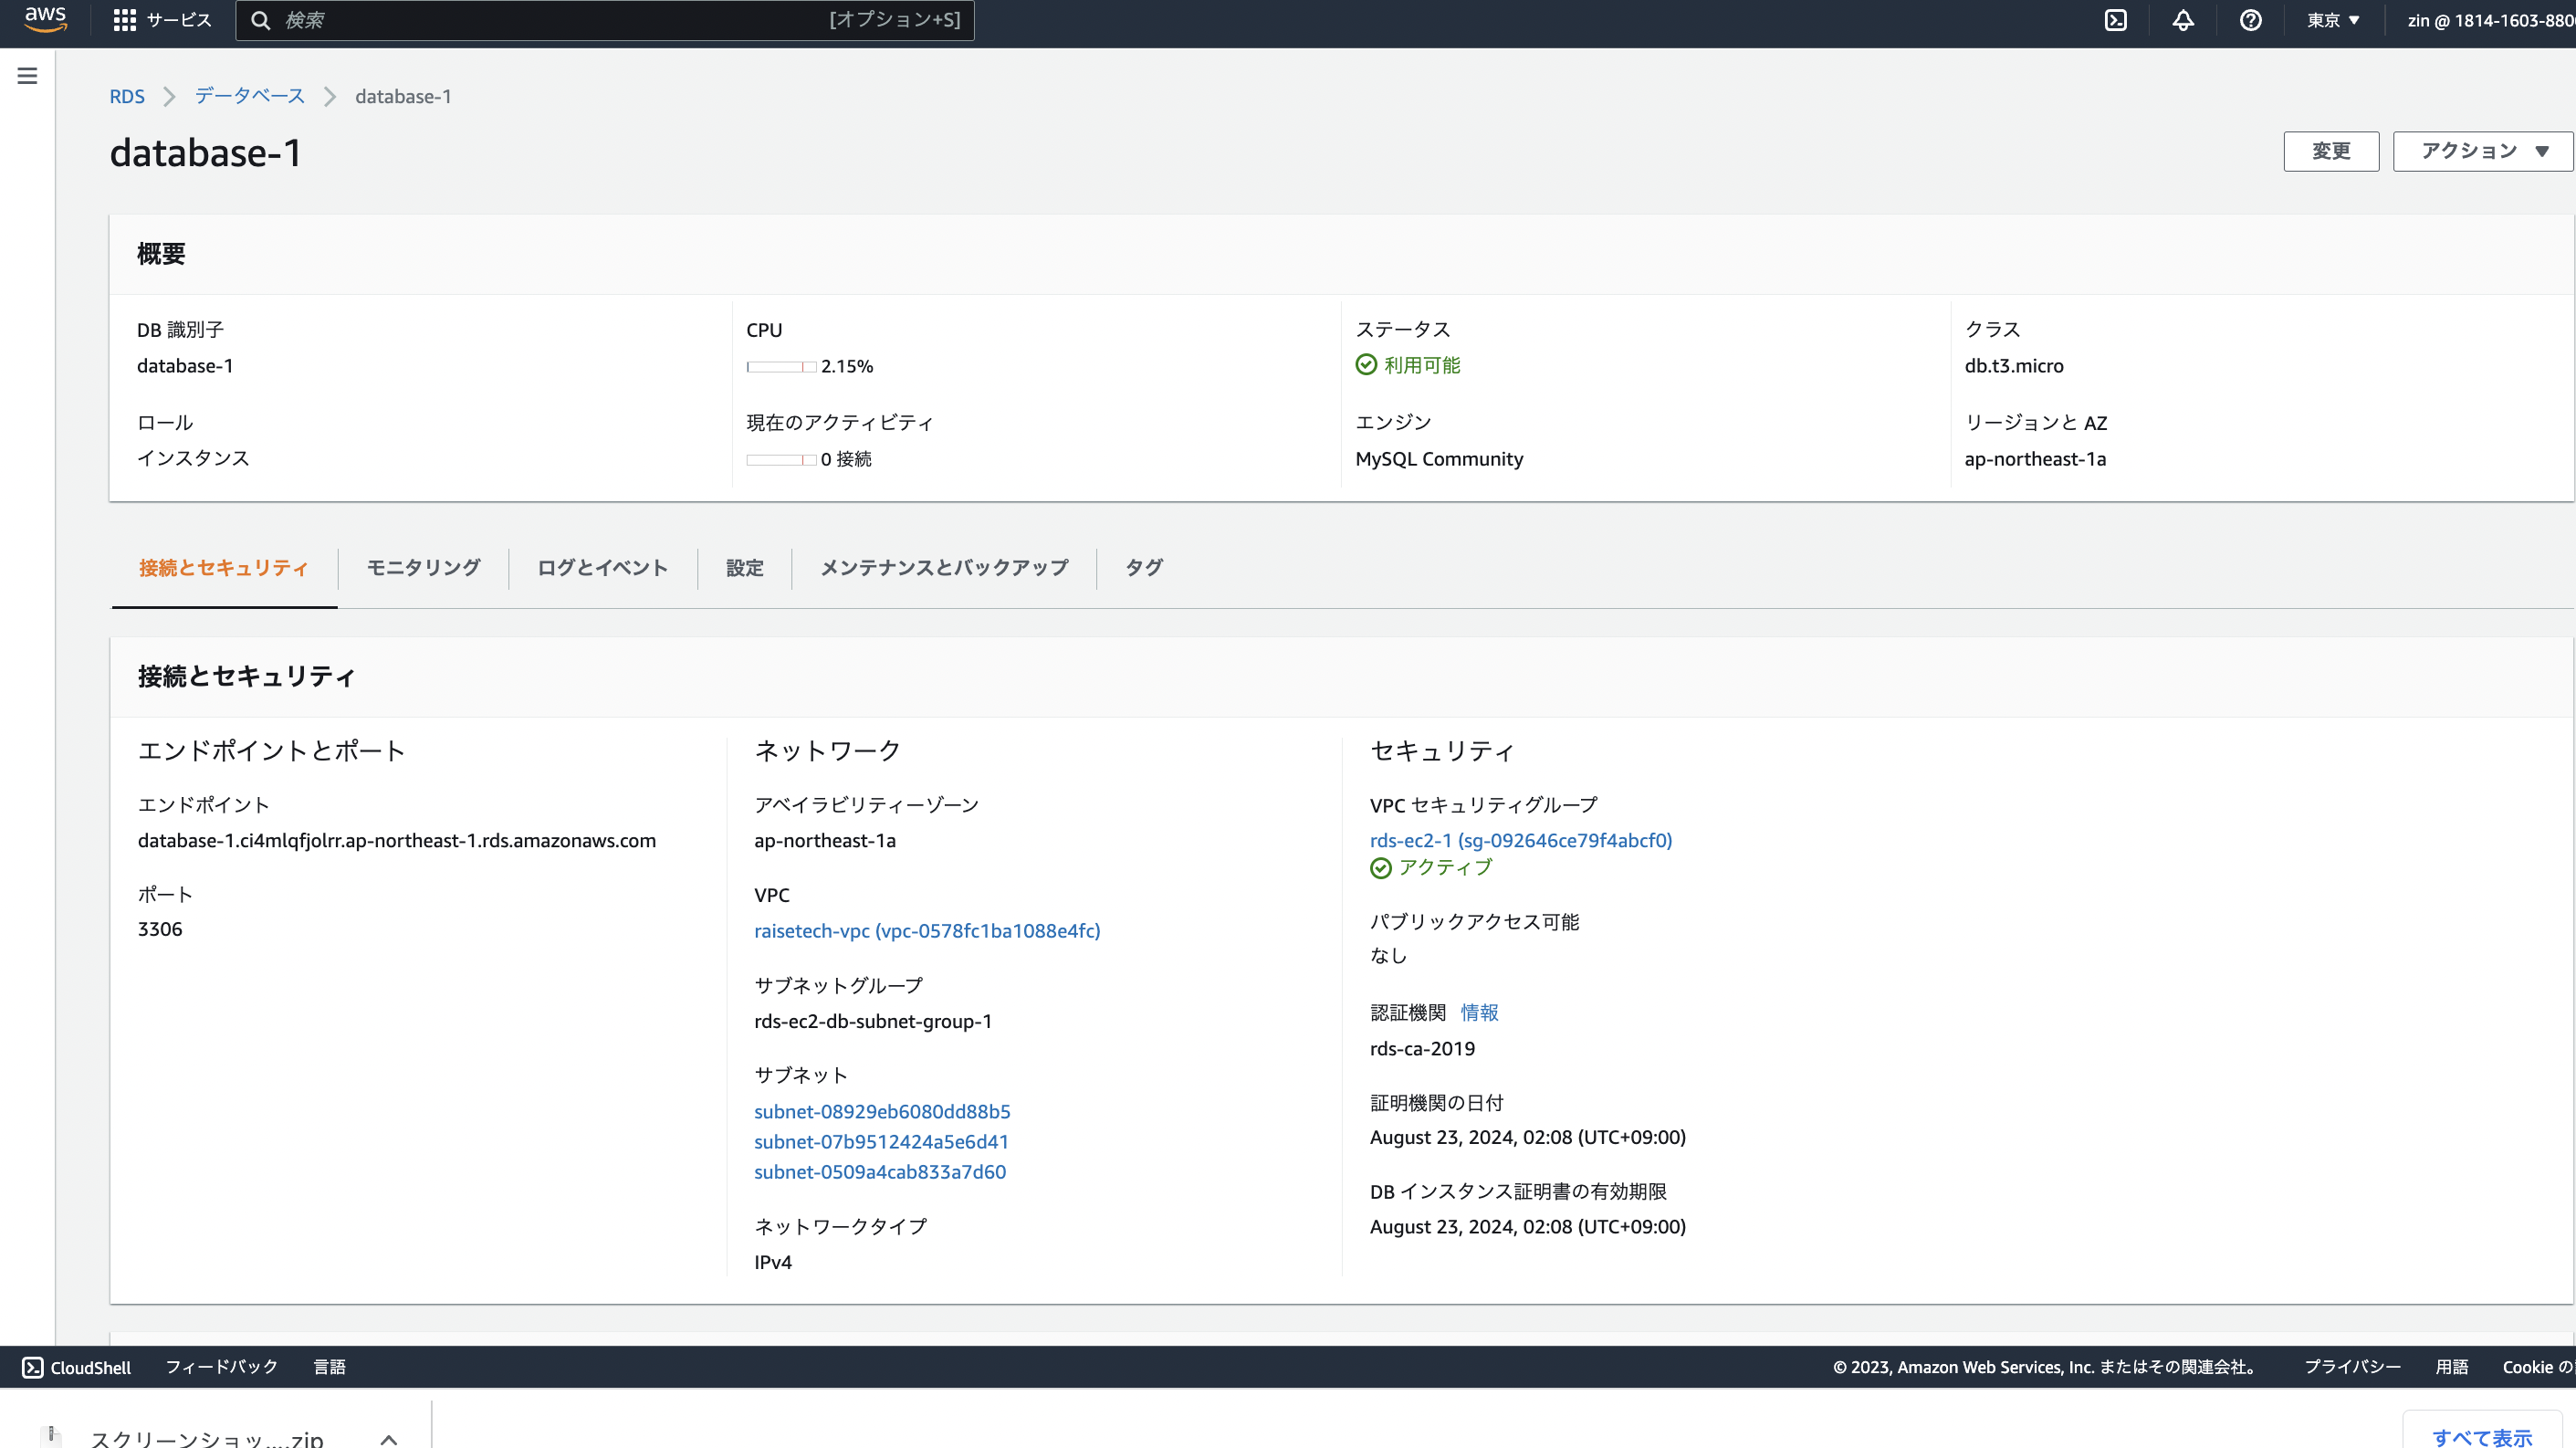 aws サービス 検索 [オプション+S] 東京 ▼ zin @ 1814-1603-880
RDS > データベース > database-1
database-1
変更 アクション ▼
概要
DB 識別子 CPU ステータス クラス
database-1 2.15% 利用可能 db.t3.micro
ロール 現在のアクティビティ エンジン リージョンと AZ
インスタンス 0 接続 MySQL Community ap-northeast-1a
接続とセキュリティ モニタリング ログとイベント 設定 メンテナンスとバックアップ タグ
接続とセキュリティ
エンドポイントとポート
エンドポイント
database-1.ci4mlqfjolrr.ap-northeast-1.rds.amazonaws.com
ポート
3306
ネットワーク
アベイラビリティーゾーン
ap-northeast-1a
VPC
raisetech-vpc (vpc-0578fc1ba1088e4fc)
サブネットグループ
rds-ec2-db-subnet-group-1
サブネット
subnet-08929eb6080dd88b5
subnet-07b9512424a5e6d41
subnet-0509a4cab833a7d60
ネットワークタイプ
IPv4
セキュリティ
VPC セキュリティグループ
rds-ec2-1 (sg-092646ce79f4abcf0)
アクティブ
パブリックアクセス可能
なし
認証機関 情報
rds-ca-2019
証明機関の日付
August 23, 2024, 02:08 (UTC+09:00)
DB インスタンス証明書の有効期限
August 23, 2024, 02:08 (UTC+09:00)
CloudShell フィードバック 言語 © 2023, Amazon Web Services, Inc. またはその関連会社。 プライバシー 用語 Cookie の
スクリーンショッ....zip すべて表示